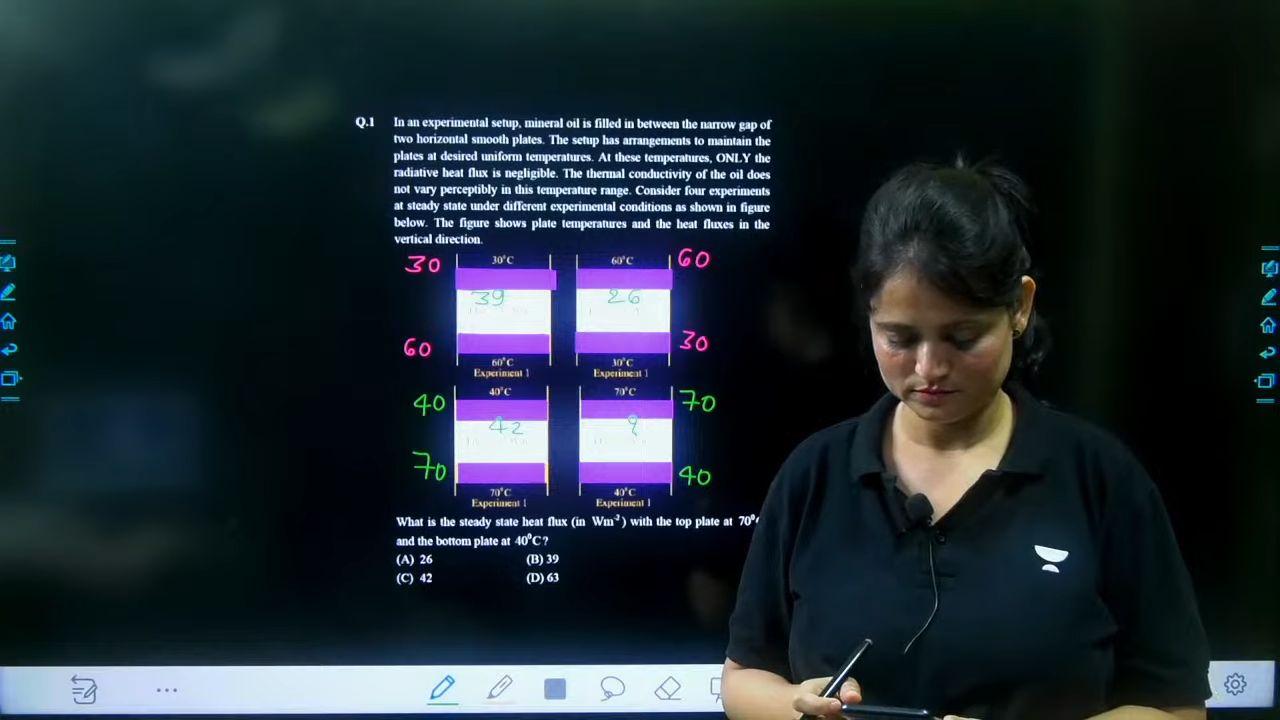 Q.1 In an experimental setup, mineral oil is filled in between the narrow gap of
two horizontal smooth plates. The setup has arrangements to maintain the
plates at desired uniform temperatures. At these temperatures, ONLY the
radiative heat flux is negligible. The thermal conductivity of the oil does
not vary perceptibly in this temperature range. Consider four experiments
at steady state under different experimental conditions as shown in figure
below. The figure shows plate temperatures and the heat fluxes in the
vertical direction.
30 30°C 60°C 60
39 26
60 30
60°C 30°C
Experiment 1 Experiment 1
40 40°C 70°C 70
42 ?
70 40
70°C 40°C
Experiment 1 Experiment 1
What is the steady state heat flux (in Wm⁻²) with the top plate at 70°
and the bottom plate at 40°C?
(A) 26 (B) 39
(C) 42 (D) 63